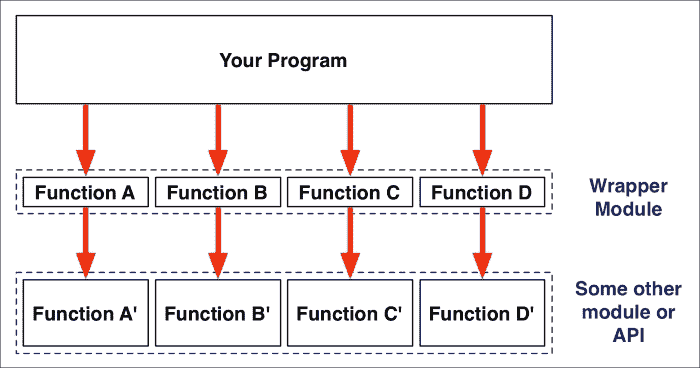 Your Program
Function A
Function B
Function C
Function D
Wrapper
Module
Function A'
Function B'
Function C'
Function D'
Some other
module or
API